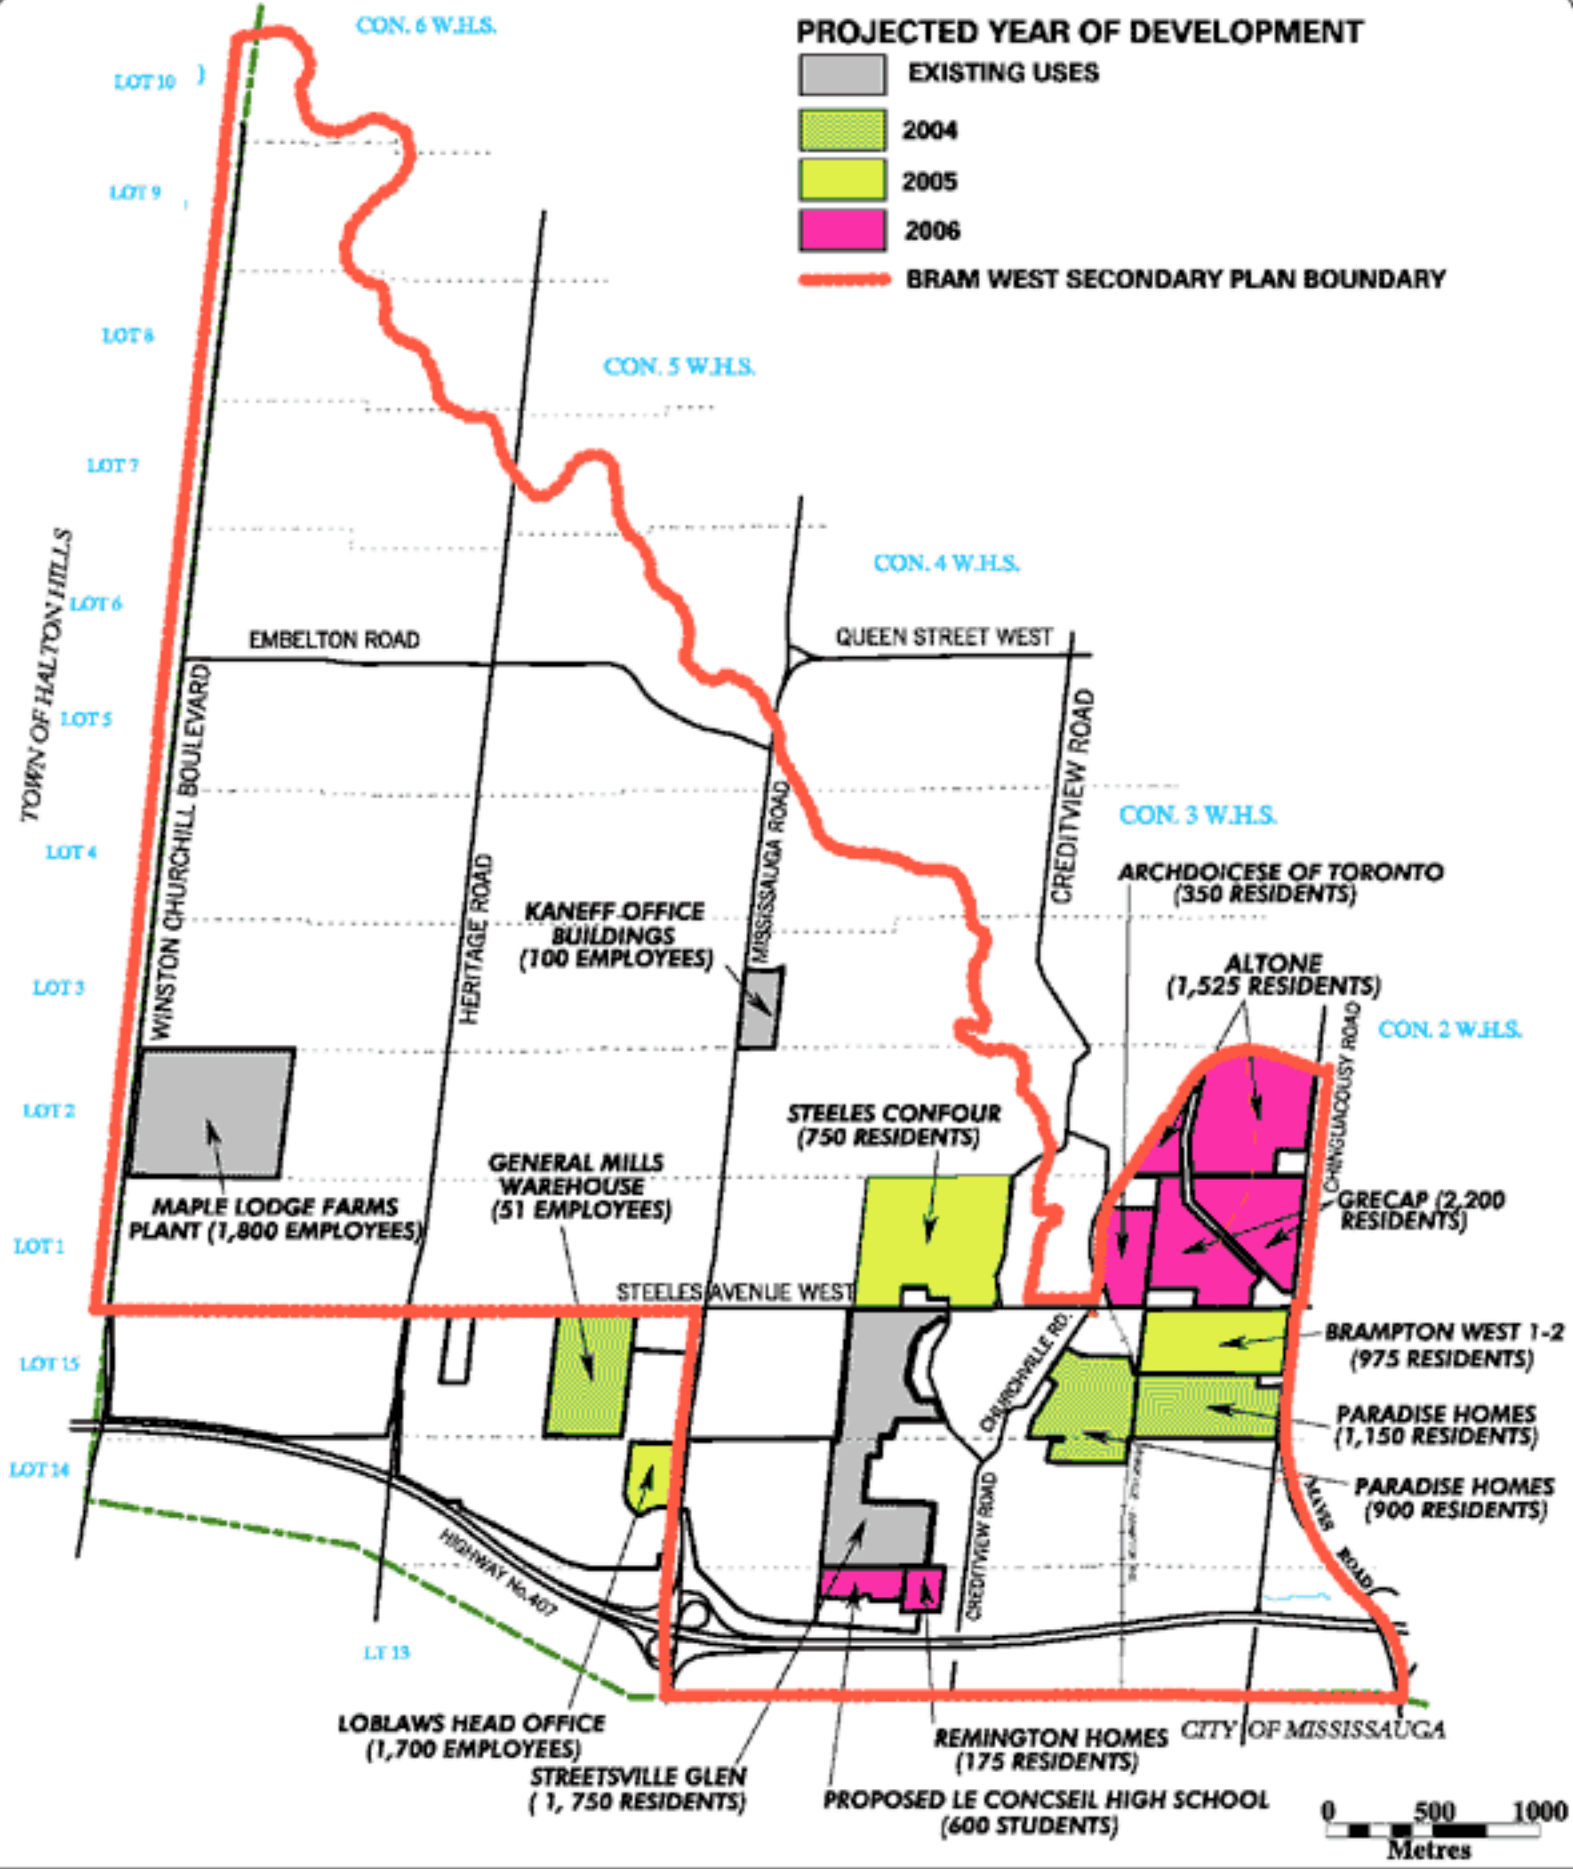 CON. 6 W.H.S.
PROJECTED YEAR OF DEVELOPMENT
EXISTING USES
2004
2005
2006
BRAM WEST SECONDARY PLAN BOUNDARY
LOT 10
LOT 9
LOT 8
LOT 7
LOT 6
LOT 5
LOT 4
LOT 3
LOT 2
LOT 1
LOT 15
LOT 14
LT 13
TOWN OF HALTON HILLS
CON. 5 W.H.S.
CON. 4 W.H.S.
CON. 3 W.H.S.
CON. 2 W.H.S.
EMBELTON ROAD
QUEEN STREET WEST
WINSTON CHURCHILL BOULEVARD
HERITAGE ROAD
MISSISSAUGA ROAD
CREDITVIEW ROAD
CHINGUACOUSY ROAD
KANEFF OFFICE
BUILDINGS
(100 EMPLOYEES)
ARCHDOICESE OF TORONTO
(350 RESIDENTS)
ALTONE
(1,525 RESIDENTS)
STEELES CONFOUR
(750 RESIDENTS)
GENERAL MILLS
WAREHOUSE
(51 EMPLOYEES)
MAPLE LODGE FARMS
PLANT (1,800 EMPLOYEES)
GRECAP (2,200
RESIDENTS)
STEELES AVENUE WEST
CHURCHVILLE RD.
BRAMPTON WEST 1-2
(975 RESIDENTS)
PARADISE HOMES
(1,150 RESIDENTS)
PARADISE HOMES
(900 RESIDENTS)
MAVIS ROAD
CREDITVIEW ROAD
HIGHWAY No.407
LOBLAWS HEAD OFFICE
(1,700 EMPLOYEES)
STREETSVILLE GLEN
( 1, 750 RESIDENTS)
REMINGTON HOMES
(175 RESIDENTS)
PROPOSED LE CONCSEIL HIGH SCHOOL
(600 STUDENTS)
CITY OF MISSISSAUGA
0 500 1000
Metres